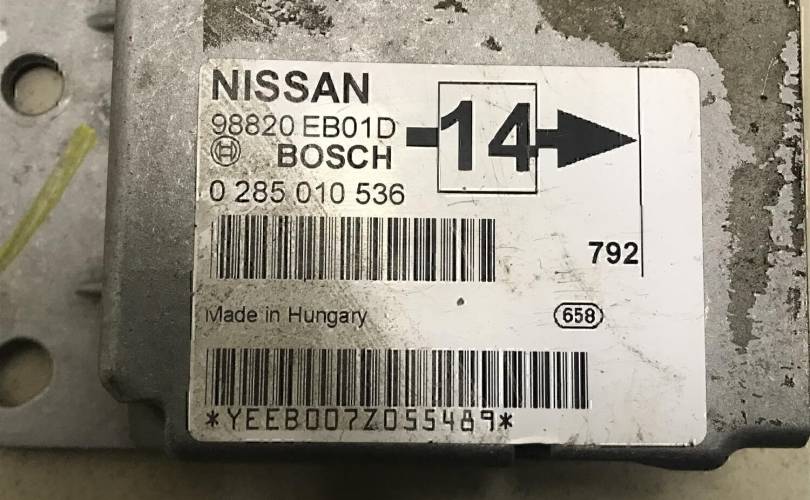 NISSAN
98820 EB01D
14
BOSCH
0 285 010 536
792
Made in Hungary
658
*YEEB007Z055489*